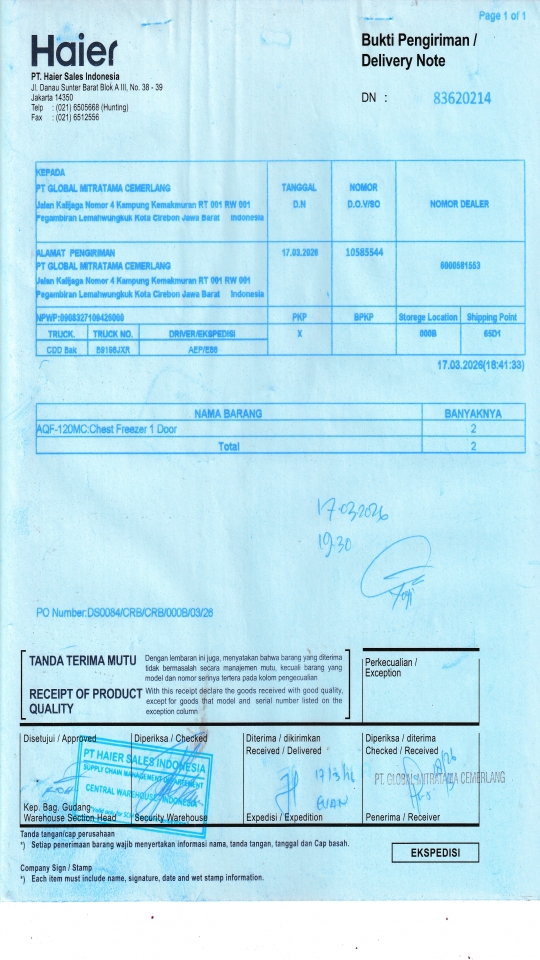 Page 1 of 1
Haier
Bukti Pengiriman /
Delivery Note
PT. Haier Sales Indonesia
Jl. Danau Sunter Barat Blok A III, No. 38 - 39
Jakarta 14350
Telp : (021) 6505668 (Hunting)
Fax : (021) 6512556
DN : 83620214
KEPADA
PT GLOBAL MITRATAMA CEMERLANG
Jalan Kalijaga Nomor 4 Kampung Kemakmuran RT 001 RW 001
Pegambiran Lemahwungkuk Kota Cirebon Jawa Barat Indonesia
TANGGAL
D.N
NOMOR
D.O.V/SO
NOMOR DEALER
ALAMAT PENGIRIMAN
PT GLOBAL MITRATAMA CEMERLANG
Jalan Kalijaga Nomor 4 Kampung Kemakmuran RT 001 RW 001
Pegambiran Lemahwungkuk Kota Cirebon Jawa Barat Indonesia
17.03.2026
10585544
NPWP:0908327109426000
PKP BPKP Storege Location Shipping Point
TRUCK. TRUCK NO. DRIVER/EKSPEDISI X 000B 65D1
CDD Bak
17.03.2026(18:41:33)
NAMA BARANG BANYAKNYA
AQF-120MC:Chest Freezer 1 Door 2
Total 2
17.03.2026
19.30
PO Number:DS0084/CRB/CRB/000B/03/26
TANDA TERIMA MUTU
Dengan lembaran ini juga, menyatakan bahwa barang yang diterima
tidak bermasalah secara manajemen mutu, kecuali barang yang
model dan nomor serinya tertera pada kolom pengecualian
RECEIPT OF PRODUCT
QUALITY
With this receipt declare the goods received with good quality,
except for goods that model and serial number listed on the
exception column
Perkecualian /
Exception
Disetujui / Approved
Diperiksa / Checked
Diterima / dikirimkan
Received / Delivered
Diperiksa / diterima
Checked / Received
PT HAIER SALES INDONESIA
SUPPLY CHAIN MANAGEMENT DEPARTEMENT
CENTRAL WAREHOUSE - INDONESIA
17/3/26
PT. GLOBAL MITRATAMA CEMERLANG
Kep. Bag. Gudang
Warehouse Section Head
Security Warehouse
Expedisi / Expedition
Penerima / Receiver
Tanda tangan/cap perusahaan
*) Setiap penerimaan barang wajib menyertakan informasi nama, tanda tangan, tanggal dan Cap basah.
EKSPEDISI
Company Sign / Stamp
*) Each item must include name, signature, date and wet stamp information.